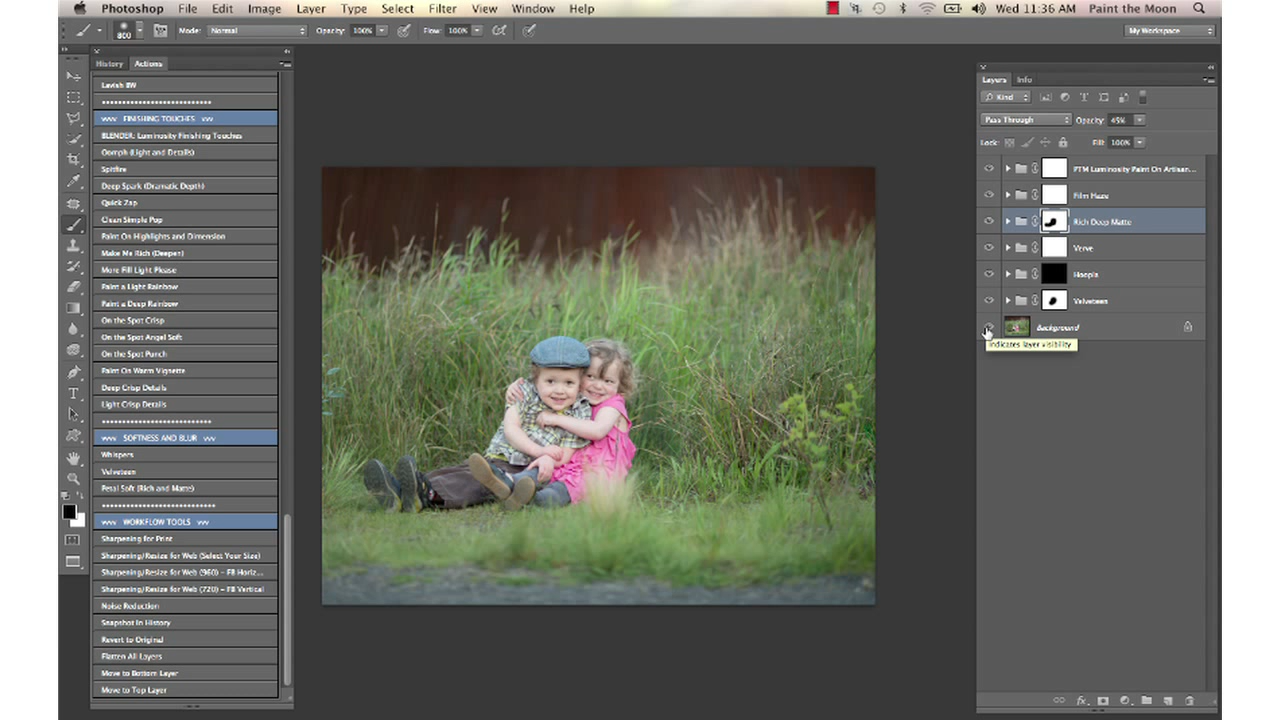 Photoshop File Edit Image Layer Type Select Filter View Window Help Wed 11:36 AM Paint the Moon
800 Mode: Normal Opacity: 100% Flow: 100% My Workspace
History Actions
Lavish BW
vvvv FINISHING TOUCHES vvv
BLENDER: Luminosity Finishing Touches
Oomph (Light and Details)
Spitfire
Deep Spark (Dramatic Depth)
Quick Zap
Clean Simple Pop
Paint On Highlights and Dimension
Make Me Rich (Deepen)
More Fill Light Please
Paint a Light Rainbow
Paint a Deep Rainbow
On the Spot Crisp
On the Spot Angel Soft
On the Spot Punch
Paint On Warm Vignette
Deep Crisp Details
Light Crisp Details
vvvv SOFTNESS AND BLUR vvv
Whispers
Velveteen
Petal Soft (Rich and Matte)
vvvv WORKFLOW TOOLS vvv
Sharpening for Print
Sharpening/Resize for Web (Select Your Size)
Sharpening/Resize for Web (960) - FB Horiz...
Sharpening/Resize for Web (720) - FB Vertical
Noise Reduction
Snapshot In History
Revert to Original
Flatten All Layers
Move to Bottom Layer
Move to Top Layer
Layers Info
Kind
Pass Through Opacity: 45%
Lock: Fill: 100%
PTM Luminosity Paint On Artisan...
Film Haze
Rich Deep Matte
Verve
Hoopla
Velveteen
Background
Indicates layer visibility